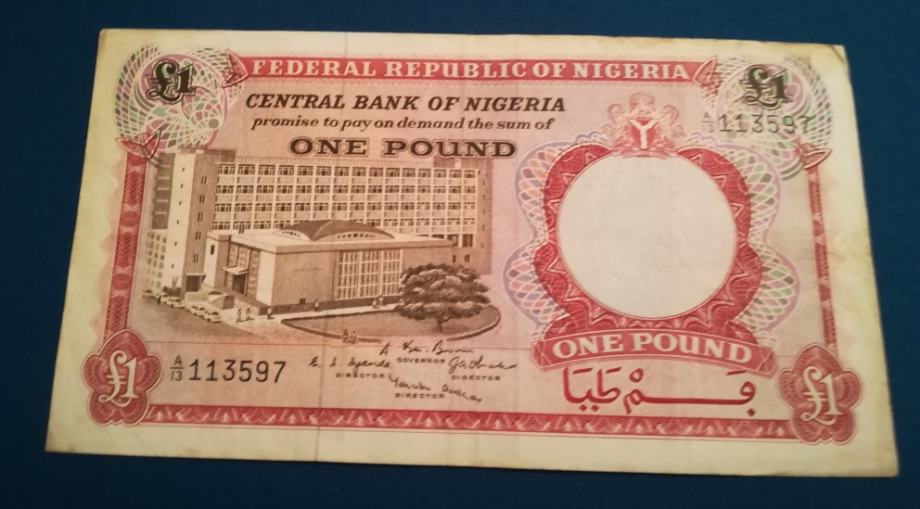 FEDERAL REPUBLIC OF NIGERIA
£1
£1
CENTRAL BANK OF NIGERIA
promise to pay on demand the sum of
ONE POUND
A/13 113597
ONE POUND
A/13 113597
GOVERNOR
DIRECTOR
DIRECTOR
DIRECTOR
£1
£1